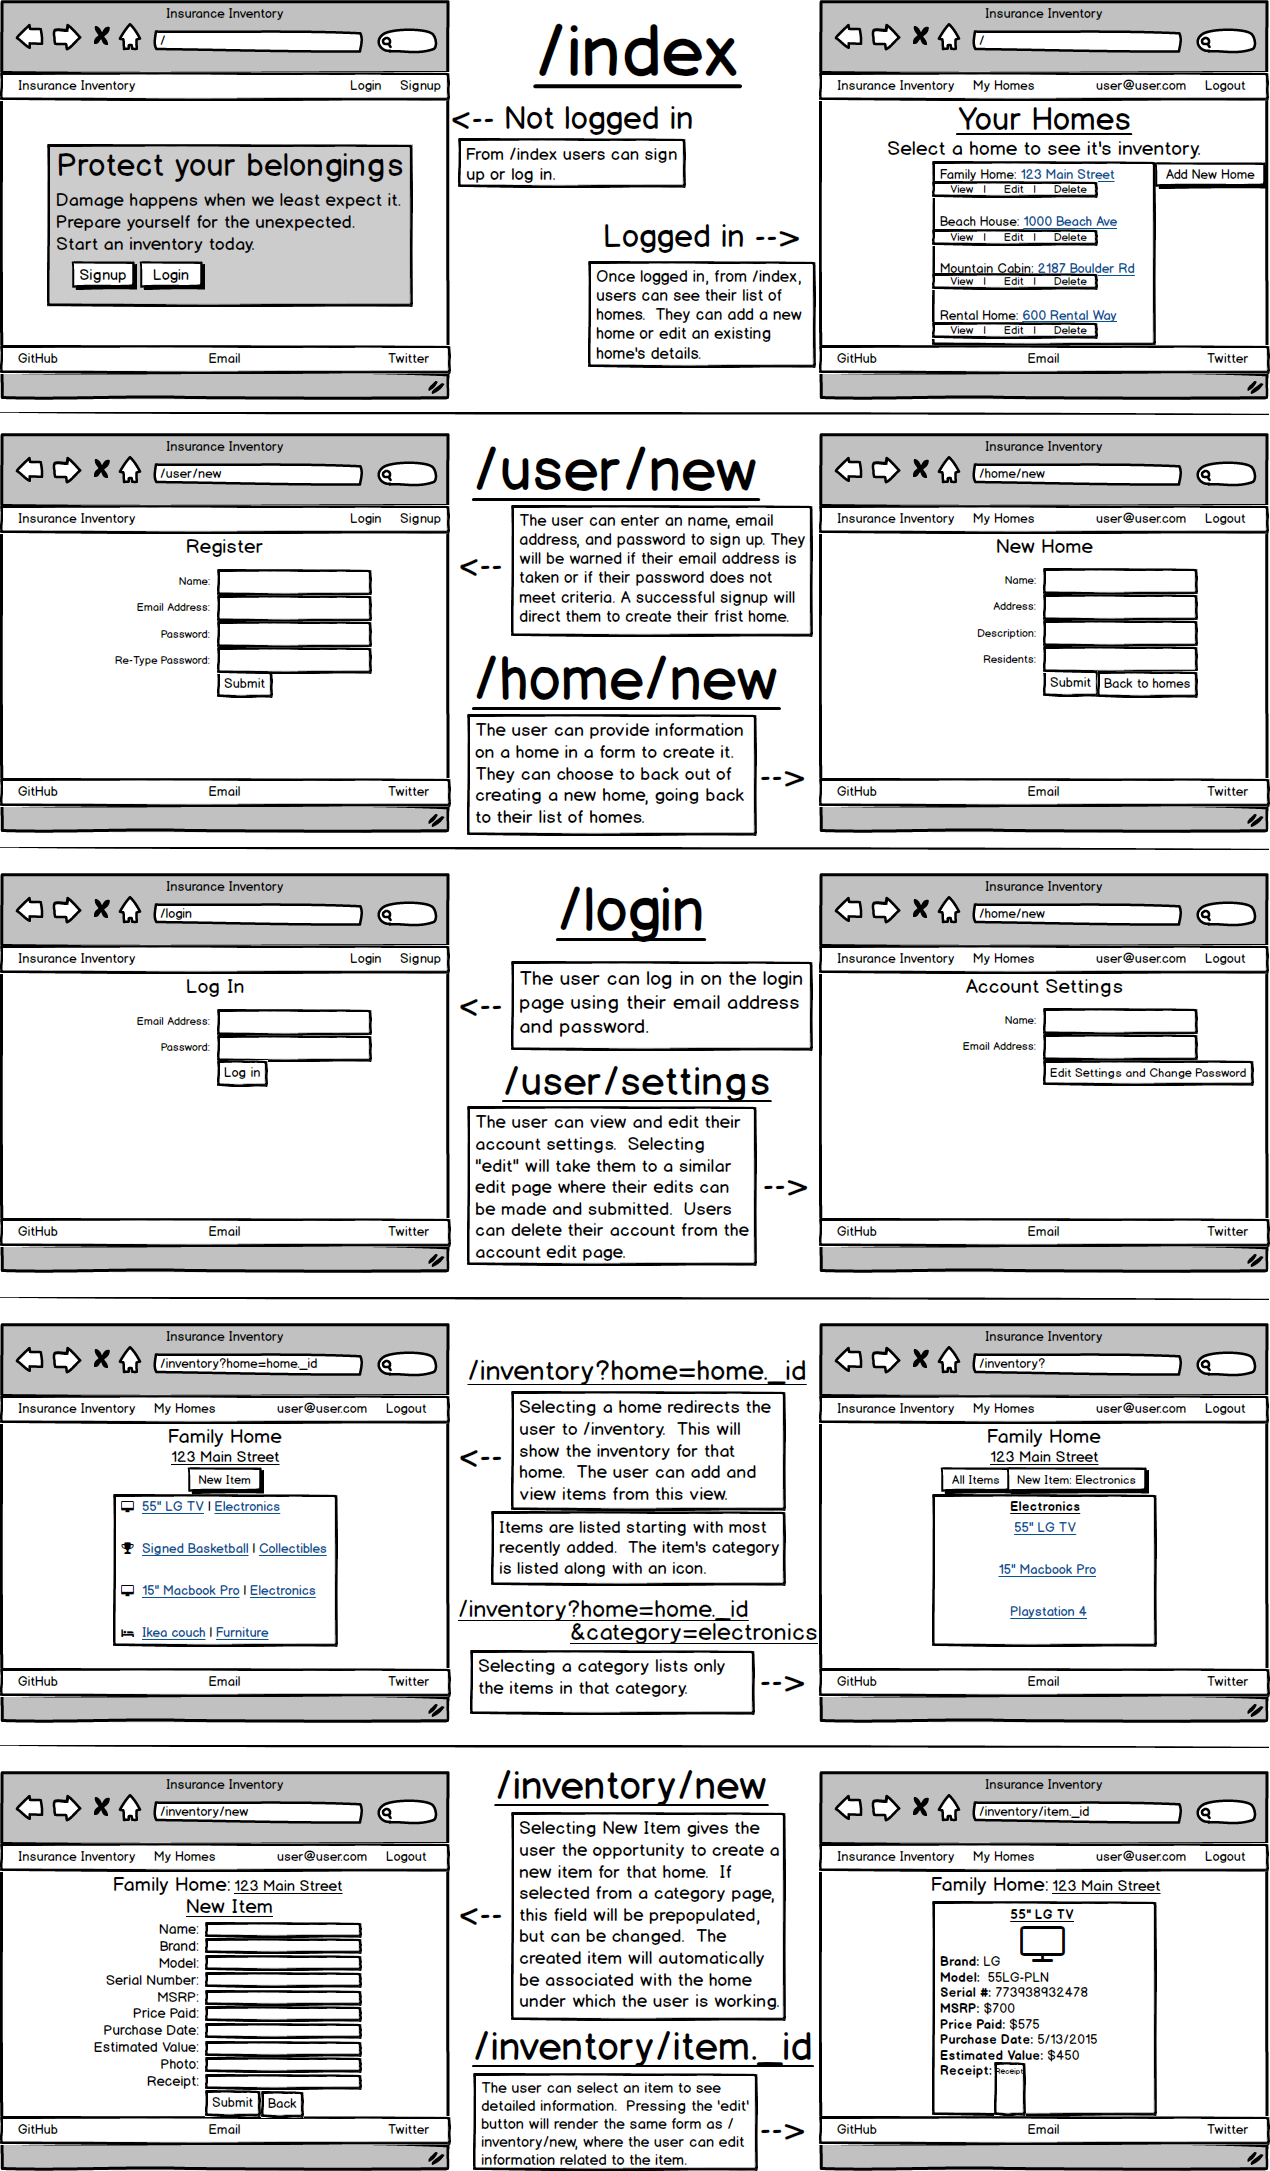 Insurance Inventory
/
Insurance Inventory Login Signup
Protect your belongings
Damage happens when we least expect it.
Prepare yourself for the unexpected.
Start an inventory today.
Signup Login
GitHub Email Twitter
/index
<-- Not logged in
From /index users can sign
up or log in.
Logged in -->
Once logged in, from /index,
users can see their list of
homes. They can add a new
home or edit an existing
home's details.
Insurance Inventory
/
Insurance Inventory My Homes user@user.com Logout
Your Homes
Select a home to see it's inventory.
Family Home: 123 Main Street
View | Edit | Delete
Add New Home
Beach House: 1000 Beach Ave
View | Edit | Delete
Mountain Cabin: 2187 Boulder Rd
View | Edit | Delete
Rental Home: 600 Rental Way
View | Edit | Delete
GitHub Email Twitter
Insurance Inventory
/user/new
Insurance Inventory Login Signup
Register
Name:
Email Address:
Password:
Re-Type Password:
Submit
GitHub Email Twitter
/user/new
The user can enter an name, email
address, and password to sign up. They
will be warned if their email address is
taken or if their password does not
meet criteria. A successful signup will
direct them to create their frist home.
<--
/home/new
The user can provide information
on a home in a form to create it.
They can choose to back out of
creating a new home, going back
to their list of homes.
-->
Insurance Inventory
/home/new
Insurance Inventory My Homes user@user.com Logout
New Home
Name:
Address:
Description:
Residents:
Submit Back to homes
GitHub Email Twitter
Insurance Inventory
/login
Insurance Inventory Login Signup
Log In
Email Address:
Password:
Log in
GitHub Email Twitter
/login
The user can log in on the login
page using their email address
and password.
<--
/user/settings
The user can view and edit their
account settings. Selecting
"edit" will take them to a similar
edit page where their edits can
be made and submitted. Users
can delete their account from the
account edit page.
-->
Insurance Inventory
/home/new
Insurance Inventory My Homes user@user.com Logout
Account Settings
Name:
Email Address:
Edit Settings and Change Password
GitHub Email Twitter
Insurance Inventory
/inventory?home=home._id
Insurance Inventory My Homes user@user.com Logout
Family Home
123 Main Street
New Item
55" LG TV | Electronics
Signed Basketball | Collectibles
15" Macbook Pro | Electronics
Ikea couch | Furniture
GitHub Email Twitter
/inventory?home=home._id
Selecting a home redirects the
user to /inventory. This will
show the inventory for that
home. The user can add and
view items from this view.
<--
Items are listed starting with most
recently added. The item's category
is listed along with an icon.
/inventory?home=home._id
&category=electronics
Selecting a category lists only
the items in that category.
-->
Insurance Inventory
/inventory?
Insurance Inventory My Homes user@user.com Logout
Family Home
123 Main Street
All Items New Item: Electronics
Electronics
55" LG TV
15" Macbook Pro
Playstation 4
GitHub Email Twitter
Insurance Inventory
/inventory/new
Insurance Inventory My Homes user@user.com Logout
Family Home: 123 Main Street
New Item
Name:
Brand:
Model:
Serial Number:
MSRP:
Price Paid:
Purchase Date:
Estimated Value:
Photo:
Receipt:
Submit Back
GitHub Email Twitter
/inventory/new
Selecting New Item gives the
user the opportunity to create a
new item for that home. If
selected from a category page,
this field will be prepopulated,
but can be changed. The
created item will automatically
be associated with the home
under which the user is working.
<--
/inventory/item._id
The user can select an item to see
detailed information. Pressing the 'edit'
button will render the same form as /
inventory/new, where the user can edit
information related to the item.
-->
Insurance Inventory
/inventory/item._id
Insurance Inventory My Homes user@user.com Logout
Family Home: 123 Main Street
55" LG TV
Brand: LG
Model: 55LG-PLN
Serial #: 773938932478
MSRP: $700
Price Paid: $575
Purchase Date: 5/13/2015
Estimated Value: $450
Receipt: Receipt
GitHub Email Twitter